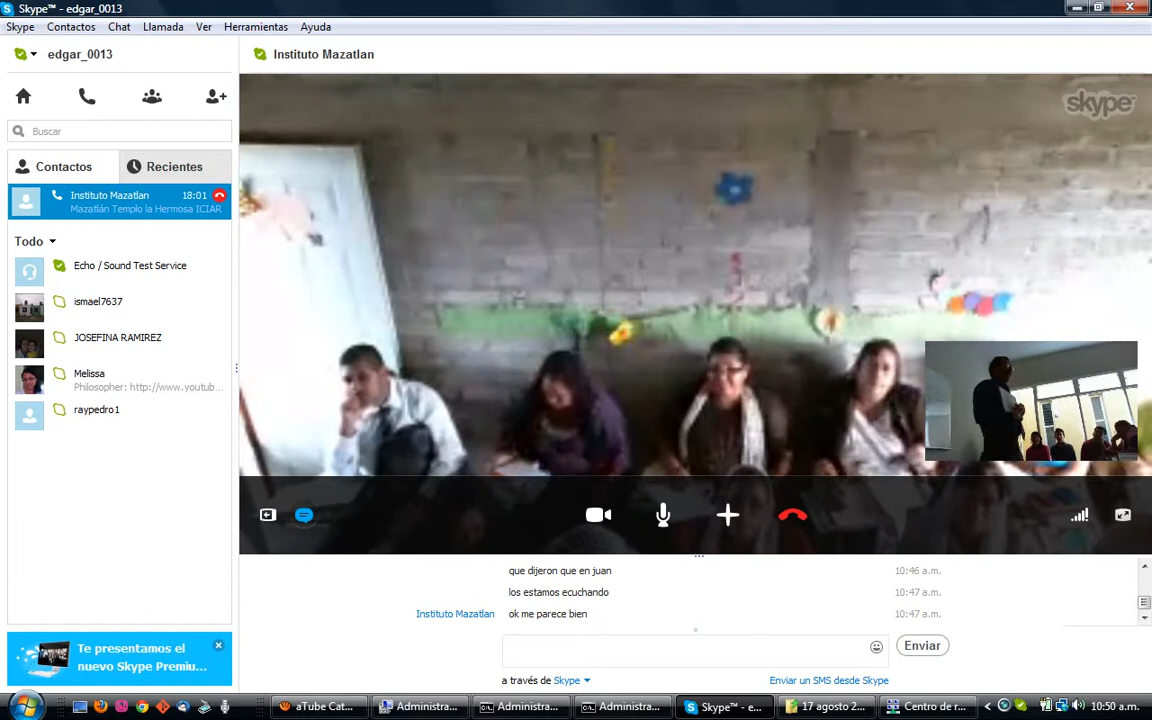 Skype™ - edgar_0013
Skype Contactos Chat Llamada Ver Herramientas Ayuda
edgar_0013
Buscar
Contactos
Recientes
Instituto Mazatlan 18:01
Mazatlán Templo la Hermosa ICIAR
Todo
Echo / Sound Test Service
ismael7637
JOSEFINA RAMIREZ
Melissa
Philosopher: http://www.youtub...
raypedro1
Te presentamos el
nuevo Skype Premiu...
Instituto Mazatlan
skype
que dijeron que en juan 10:46 a.m.
los estamos ecuchando 10:47 a.m.
Instituto Mazatlan ok me parece bien 10:47 a.m.
Enviar
a través de Skype
Enviar un SMS desde Skype
aTube Cat... Administra... Administra... Administra... Skype™ - e... 17 agosto 2... Centro de r... 10:50 a.m.